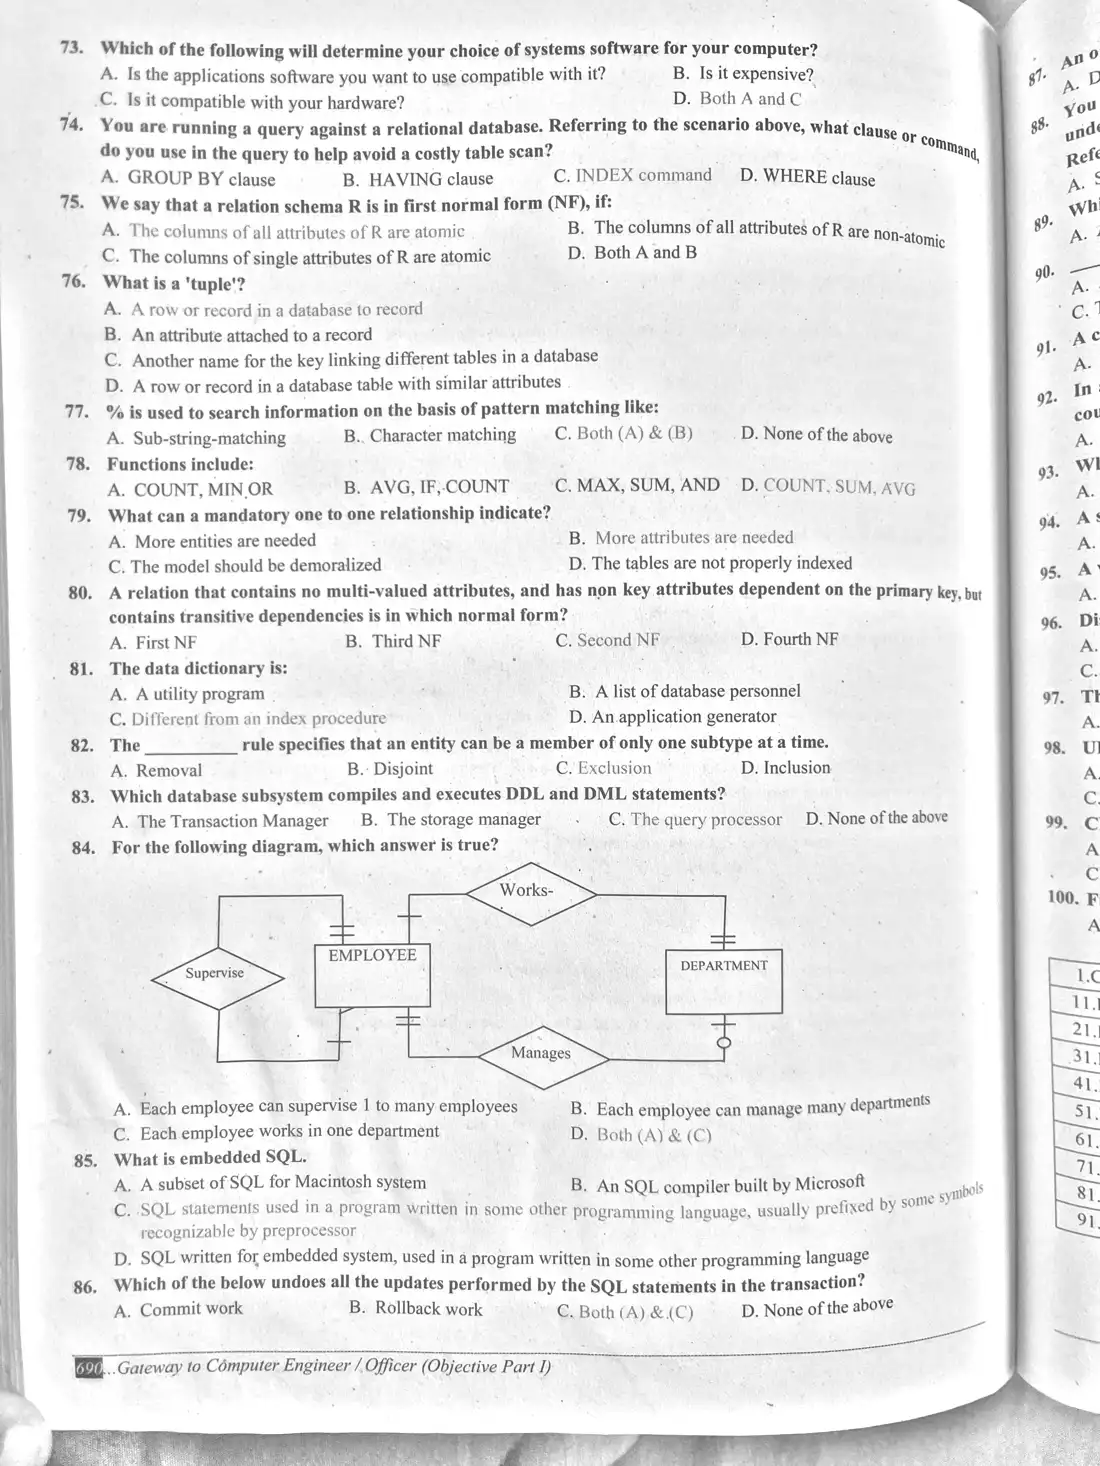 73. Which of the following will determine your choice of systems software for your computer?
A. Is the applications software you want to use compatible with it? B. Is it expensive?
C. Is it compatible with your hardware? D. Both A and C
74. You are running a query against a relational database. Referring to the scenario above, what clause or command,
do you use in the query to help avoid a costly table scan?
A. GROUP BY clause B. HAVING clause C. INDEX command D. WHERE clause
75. We say that a relation schema R is in first normal form (NF), if:
A. The columns of all attributes of R are atomic B. The columns of all attributes of R are non-atomic
C. The columns of single attributes of R are atomic D. Both A and B
76. What is a 'tuple'?
A. A row or record in a database to record
B. An attribute attached to a record
C. Another name for the key linking different tables in a database
D. A row or record in a database table with similar attributes
77. % is used to search information on the basis of pattern matching like:
A. Sub-string-matching B. Character matching C. Both (A) & (B) D. None of the above
78. Functions include:
A. COUNT, MIN,OR B. AVG, IF, COUNT C. MAX, SUM, AND D. COUNT, SUM, AVG
79. What can a mandatory one to one relationship indicate?
A. More entities are needed B. More attributes are needed
C. The model should be demoralized D. The tables are not properly indexed
80. A relation that contains no multi-valued attributes, and has non key attributes dependent on the primary key, but
contains transitive dependencies is in which normal form?
A. First NF B. Third NF C. Second NF D. Fourth NF
81. The data dictionary is:
A. A utility program B. A list of database personnel
C. Different from an index procedure D. An application generator
82. The __________ rule specifies that an entity can be a member of only one subtype at a time.
A. Removal B. Disjoint C. Exclusion D. Inclusion
83. Which database subsystem compiles and executes DDL and DML statements?
A. The Transaction Manager B. The storage manager C. The query processor D. None of the above
84. For the following diagram, which answer is true?
Works-
EMPLOYEE
DEPARTMENT
Supervise
Manages
A. Each employee can supervise 1 to many employees B. Each employee can manage many departments
C. Each employee works in one department D. Both (A) & (C)
85. What is embedded SQL.
A. A subset of SQL for Macintosh system B. An SQL compiler built by Microsoft
C. SQL statements used in a program written in some other programming language, usually prefixed by some symbols
recognizable by preprocessor
D. SQL written for embedded system, used in a program written in some other programming language
86. Which of the below undoes all the updates performed by the SQL statements in the transaction?
A. Commit work B. Rollback work C. Both (A) & (C) D. None of the above
690...Gateway to Computer Engineer / Officer (Objective Part I)
87. An
A.
88. You
A.
89.
A.
90.
A.
C.
91. A
A.
92. In
A.
93.
A.
94. A
A.
95. A
A.
96.
A.
C.
97.
A.
98.
A.
C.
99.
A
C
100.
A
1.
11.
21.
31.
41.
51.
61.
71.
81.
91.